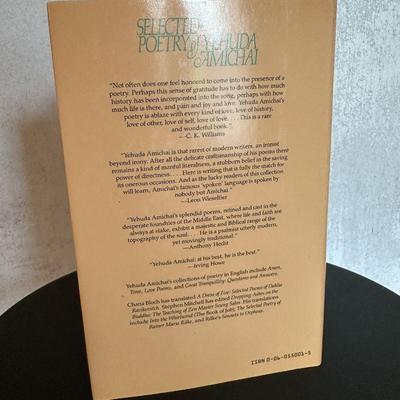 SELECTED
POETRY of YEHUDA
AMICHAI
"Not often does one feel honored to come into the presence of a
poetry. Perhaps this sense of gratitude has to do with how much
history has been incorporated into the song, perhaps with how
much life is there, and pain and joy and love. Yehuda Amichai's
poetry is ablaze with every kind of love, love of history,
love of other, love of self, love of love. . . . This is a rare
and wonderful book."
—C. K. Williams
"Yehuda Amichai is that rarest of modern writers, an ironist
beyond irony. After all the delicate craftsmanship of his poems there
remains a kind of manful literalness, a stubborn belief in the saving
power of directness. . . . Here is writing that is fully the match for
its onerous occasions. And as the lucky readers of this collection
will learn, Amichai's famous 'spoken' language is spoken by
nobody but Amichai."
—Leon Wieseltier
"Yehuda Amichai's splendid poems, refined and cast in the
desperate foundries of the Middle East, where life and faith are
always at stake, exhibit a majestic and Biblical range of the
topography of the soul. . . . He is a psalmist utterly modern,
yet movingly traditional."
—Anthony Hecht
"Yehuda Amichai: at his best, he is the best."
—Irving Howe
Yehuda Amichai's collections of poetry in English include Amen,
Time, Love Poems, and Great Tranquillity: Questions and Answers.
Chana Bloch has translated A Dress of Fire: Selected Poems of Dahlia
Ravikovitch. Stephen Mitchell has edited Dropping Ashes on the
Buddha: The Teaching of Zen Master Seung Sahn. His translations
include Into the Whirlwind (The Book of Job), The Selected Poetry of
Rainer Maria Rilke, and Rilke's Sonnets to Orpheus.
ISBN 0-06-055001-5